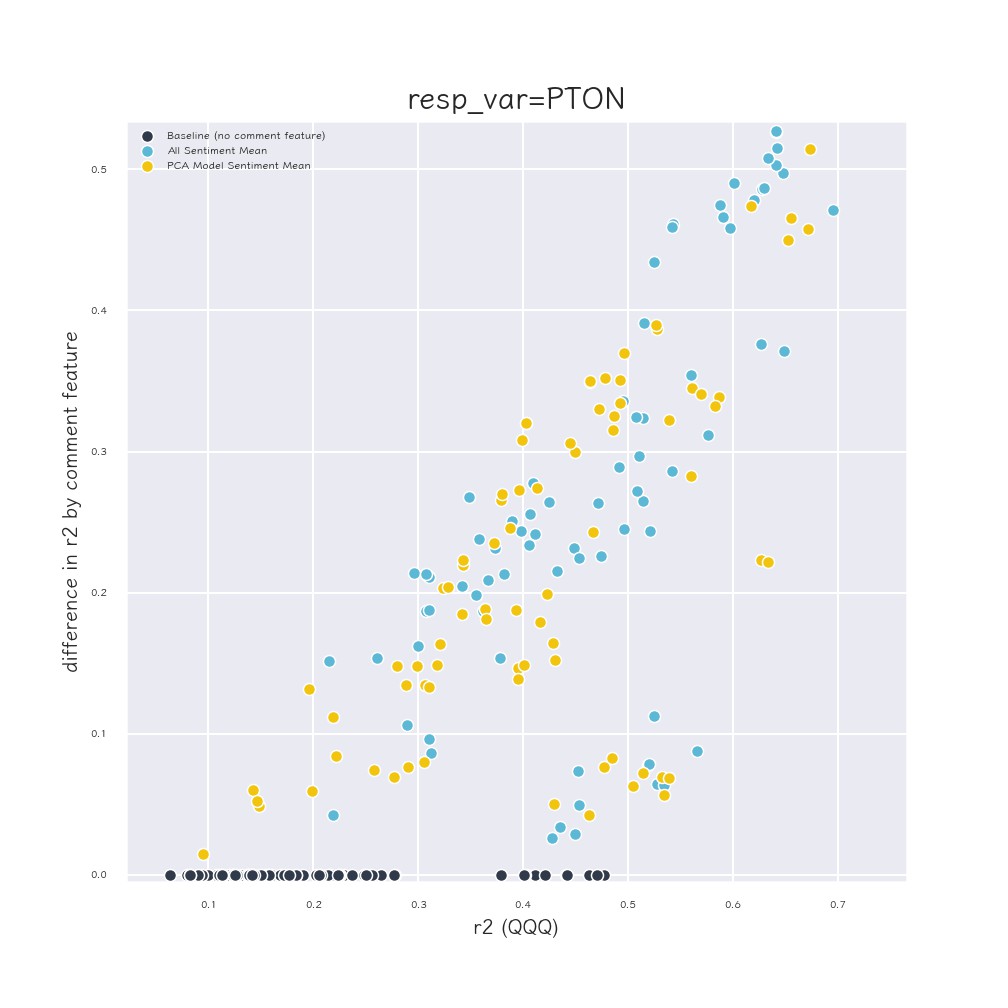 resp_var=PTON
Baseline (no comment feature)
All Sentiment Mean
PCA Model Sentiment Mean
difference in r2 by comment feature
0.5
0.4
0.3
0.2
0.1
0.0
0.1 0.2 0.3 0.4 0.5 0.6 0.7
r2 (QQQ)